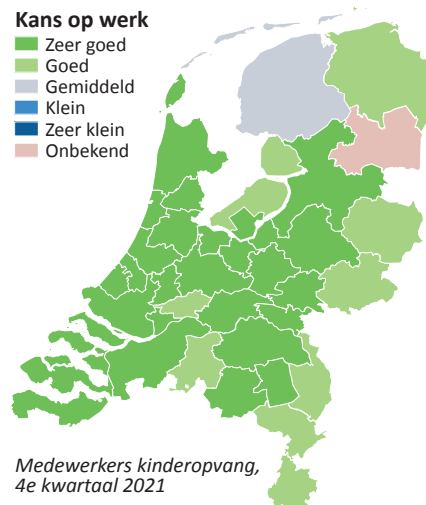 Kans op werk
Zeer goed
Goed
Gemiddeld
Klein
Zeer klein
Onbekend
Medewerkers kinderopvang,
4e kwartaal 2021